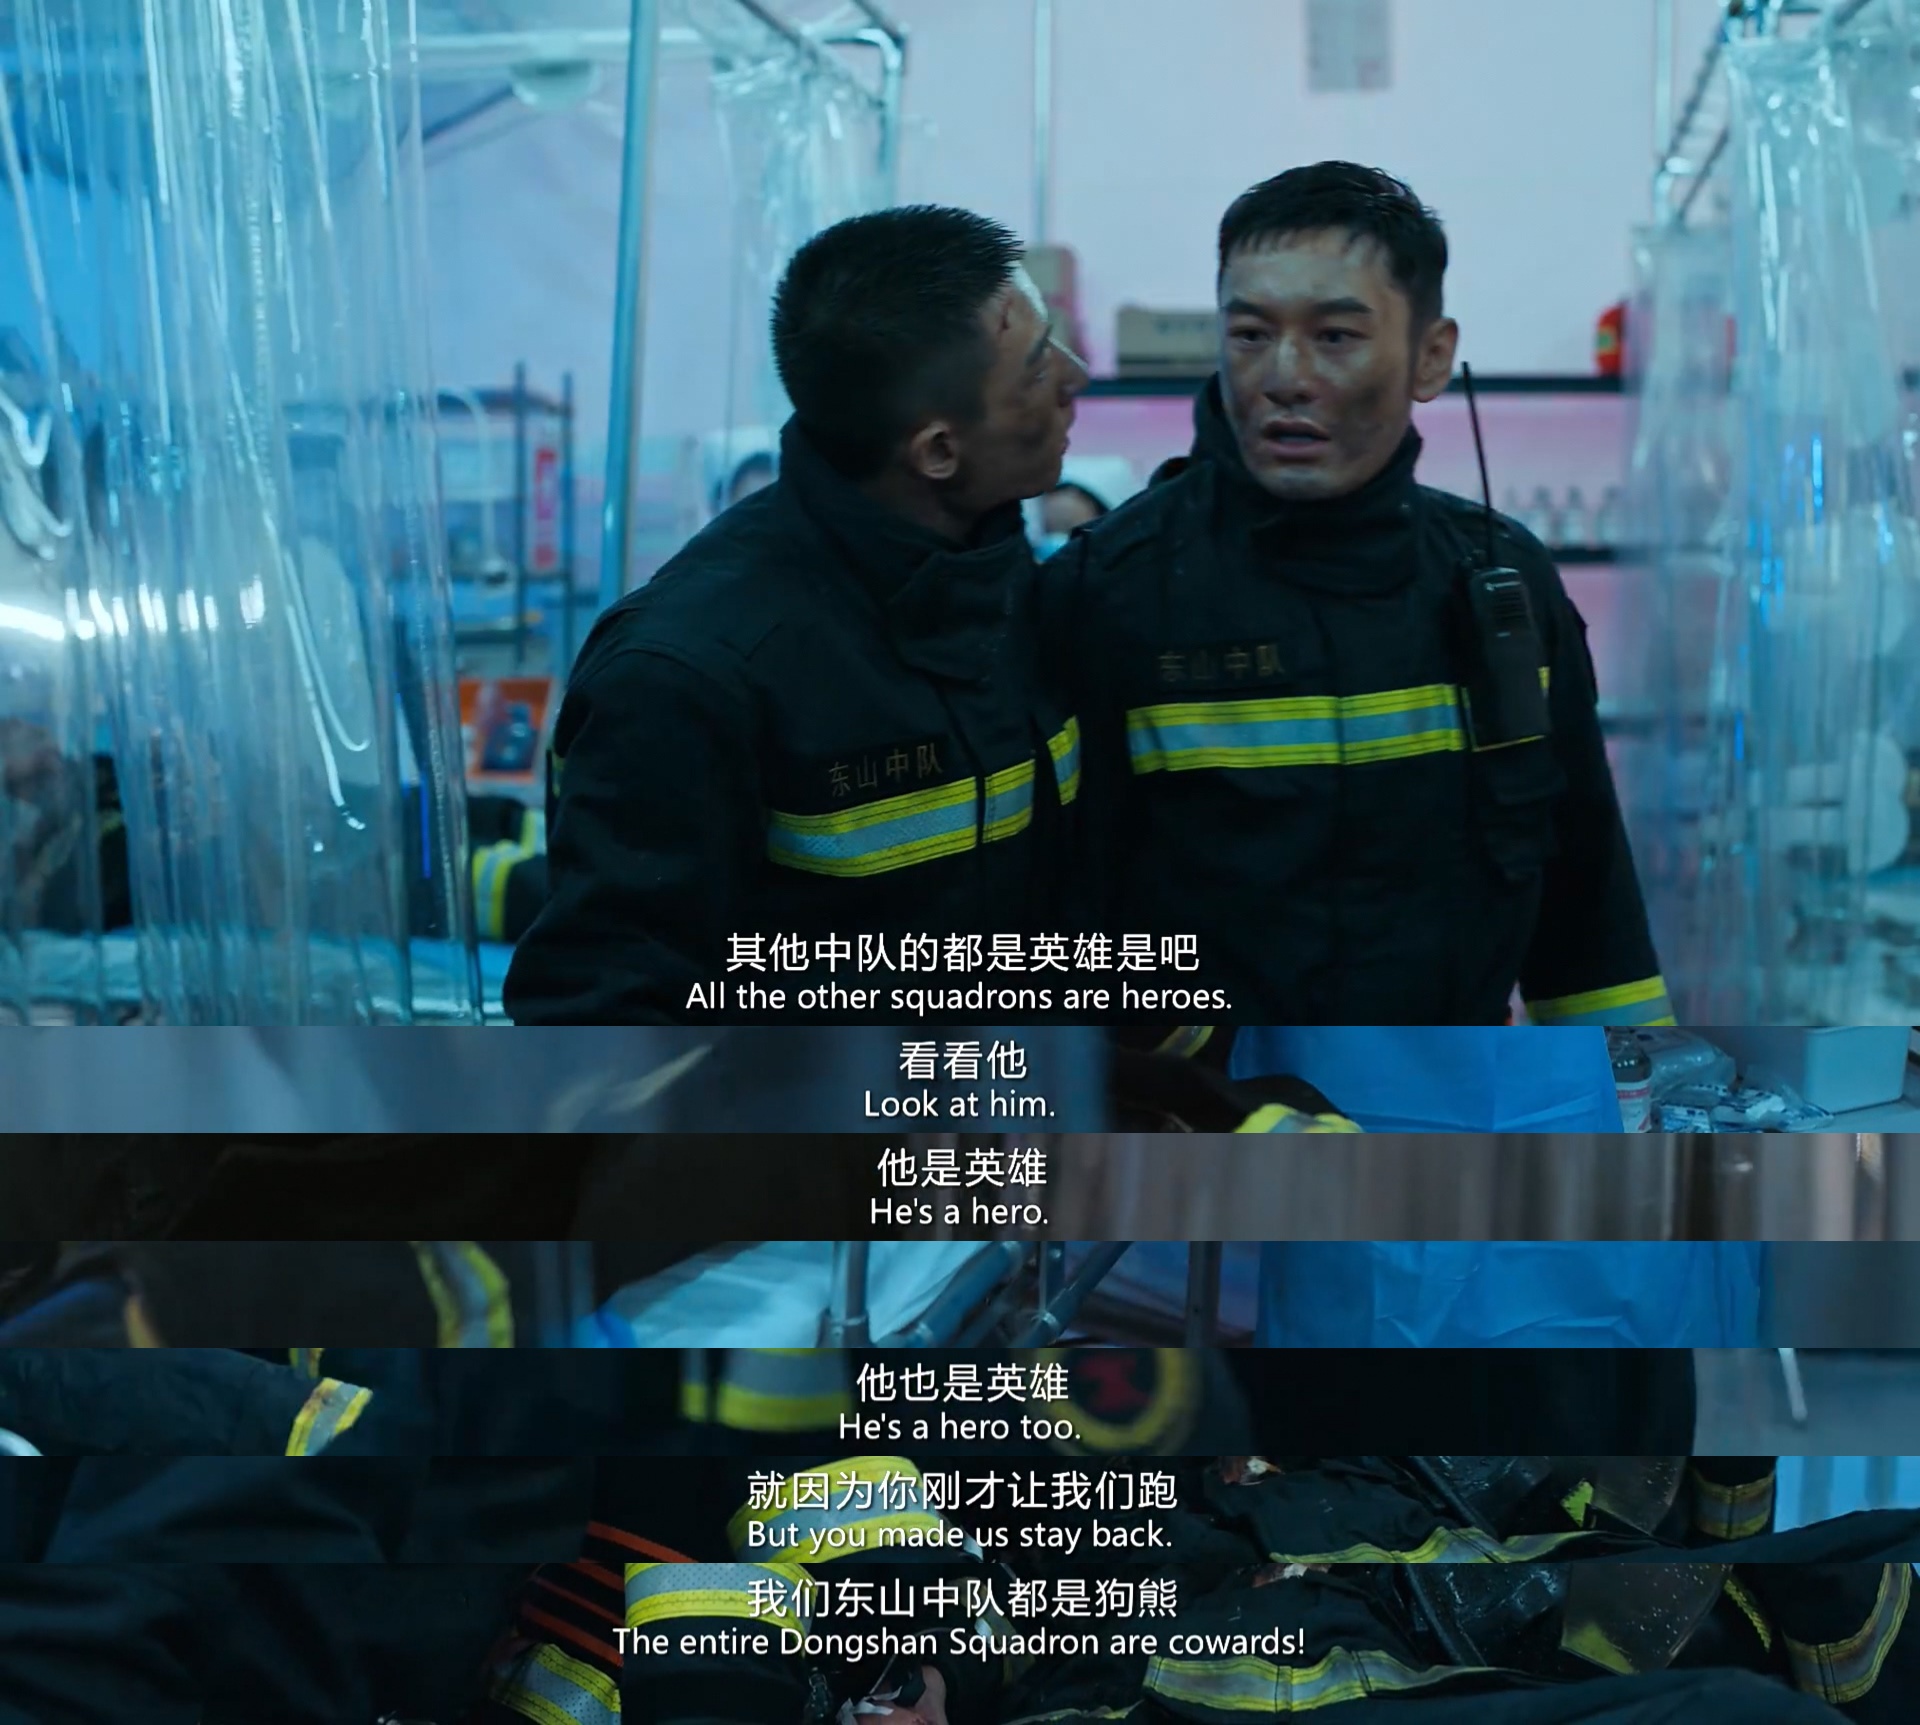 东山中队
东山中队
其他中队的都是英雄是吧
All the other squadrons are heroes.
看看他
Look at him.
他是英雄
He's a hero.
他也是英雄
He's a hero too.
就因为你刚才让我们跑
But you made us stay back.
我们东山中队都是狗熊
The entire Dongshan Squadron are cowards!